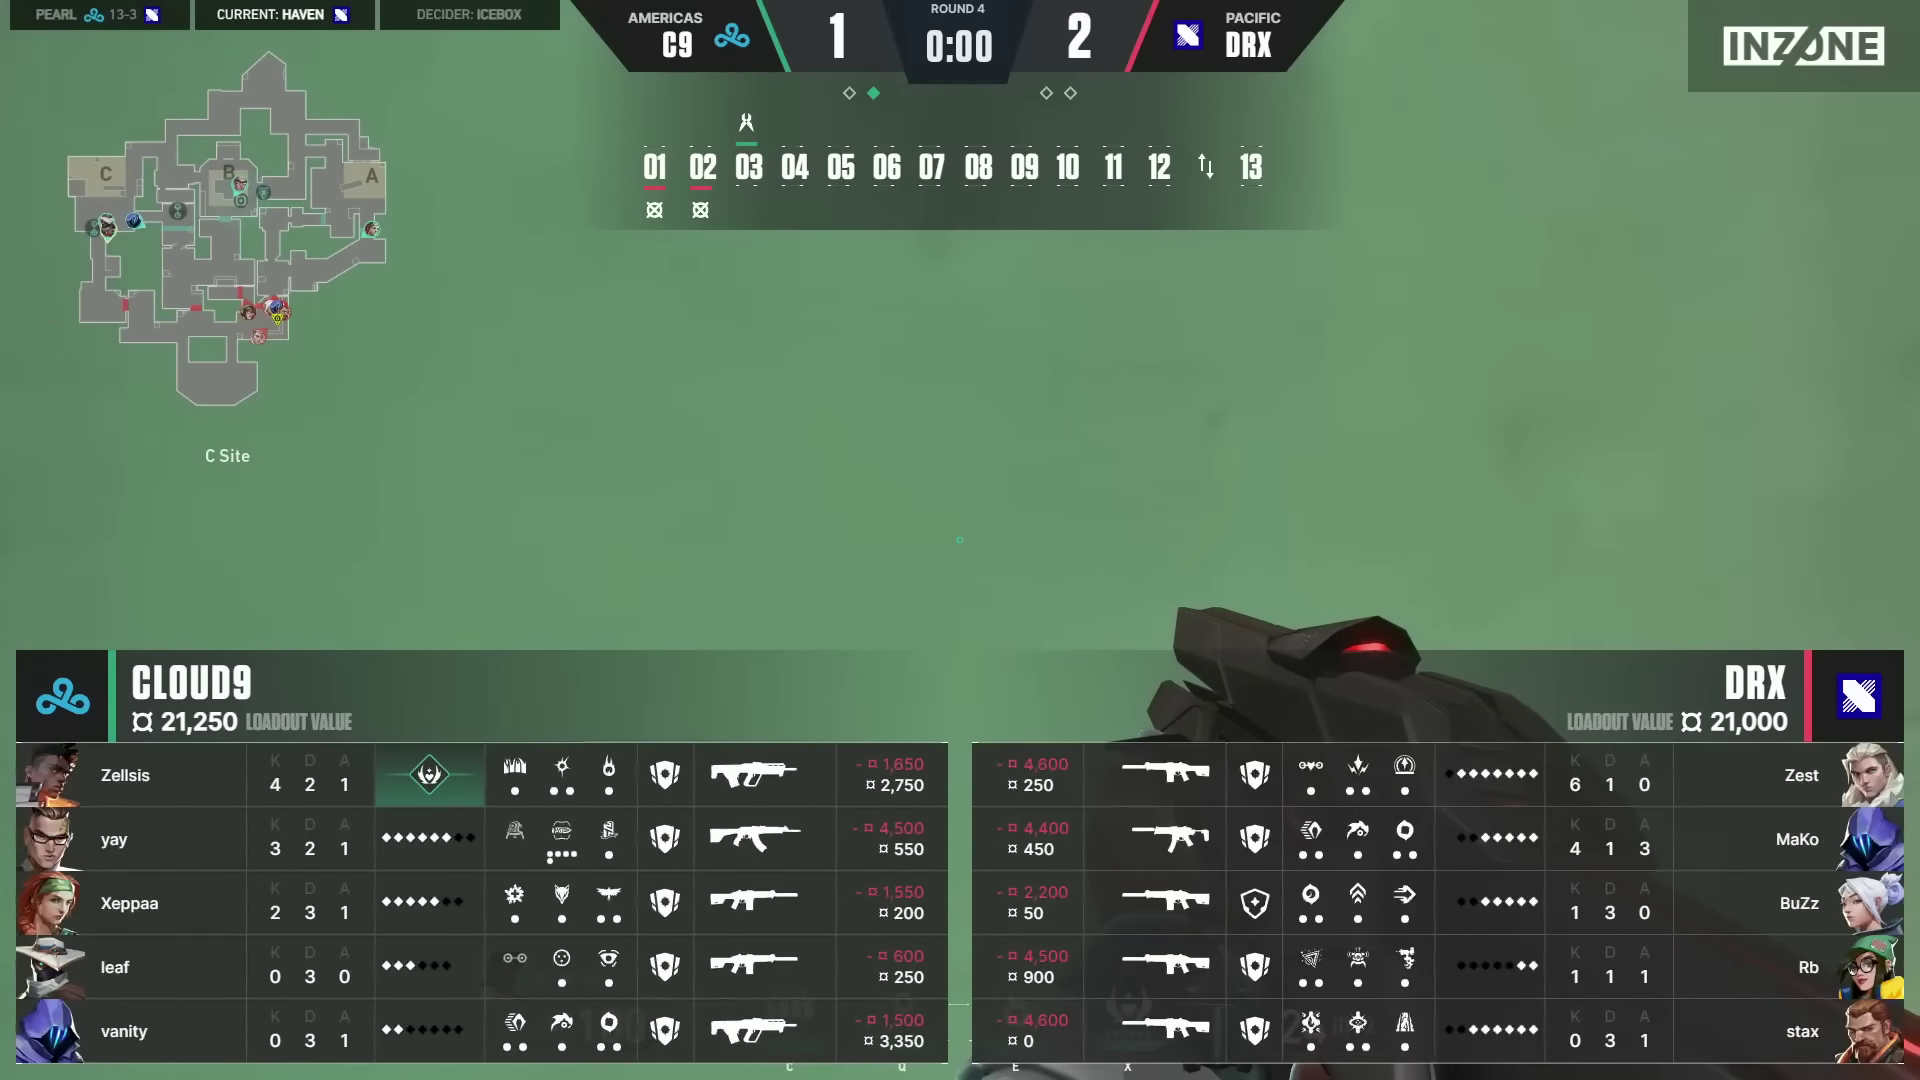 PEARL 13-3
CURRENT: HAVEN
DECIDER: ICEBOX
AMERICAS
C9
1
ROUND 4
0:00
2
PACIFIC
DRX
INZONE
01 02 03 04 05 06 07 08 09 10 11 12 13
C
B
A
C Site
CLOUD9
21,250 LOADOUT VALUE
DRX
LOADOUT VALUE 21,000
Zellsis
K D A
4 2 1
- 1,650
2,750
yay
K D A
3 2 1
- 4,500
550
Xeppaa
K D A
2 3 1
- 1,550
200
leaf
K D A
0 3 0
- 600
250
vanity
K D A
0 3 1
- 1,500
3,350
- 4,600
250
K D A
6 1 0
Zest
- 4,400
450
K D A
4 1 3
MaKo
- 2,200
50
K D A
1 3 0
BuZz
- 4,500
900
K D A
1 1 1
Rb
- 4,600
0
K D A
0 3 1
stax
C Q E X